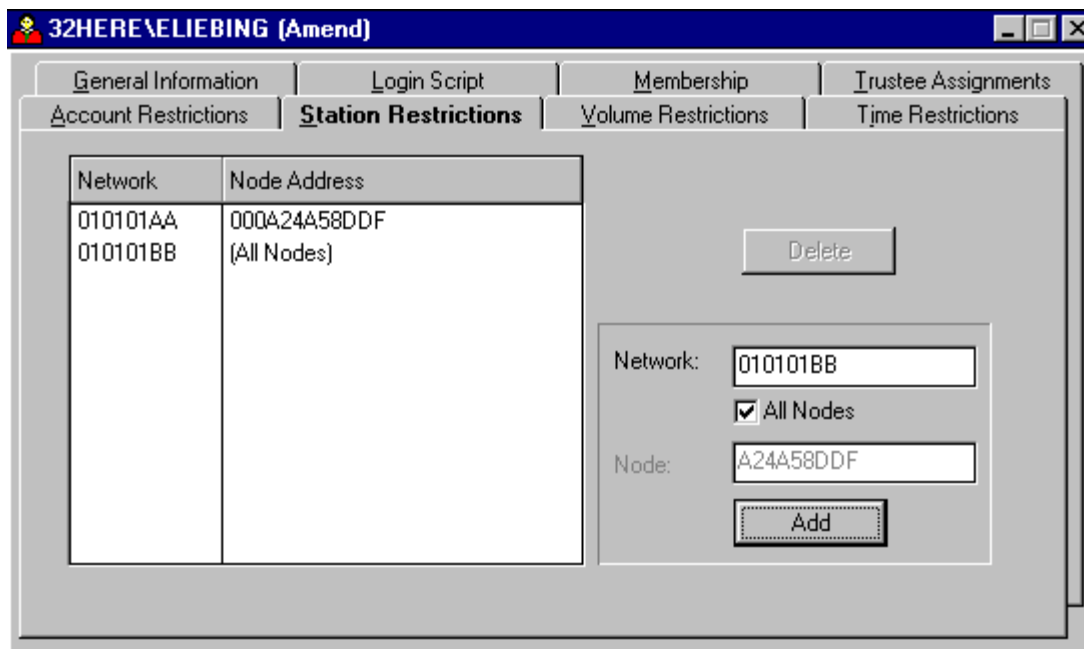 32HERE\ELIEBING (Amend)
General Information Login Script Membership Trustee Assignments
Account Restrictions Station Restrictions Volume Restrictions Time Restrictions
Network Node Address
010101AA 000A24A58DDF
010101BB (All Nodes)
Delete
Network: 010101BB
All Nodes
Node: A24A58DDF
Add